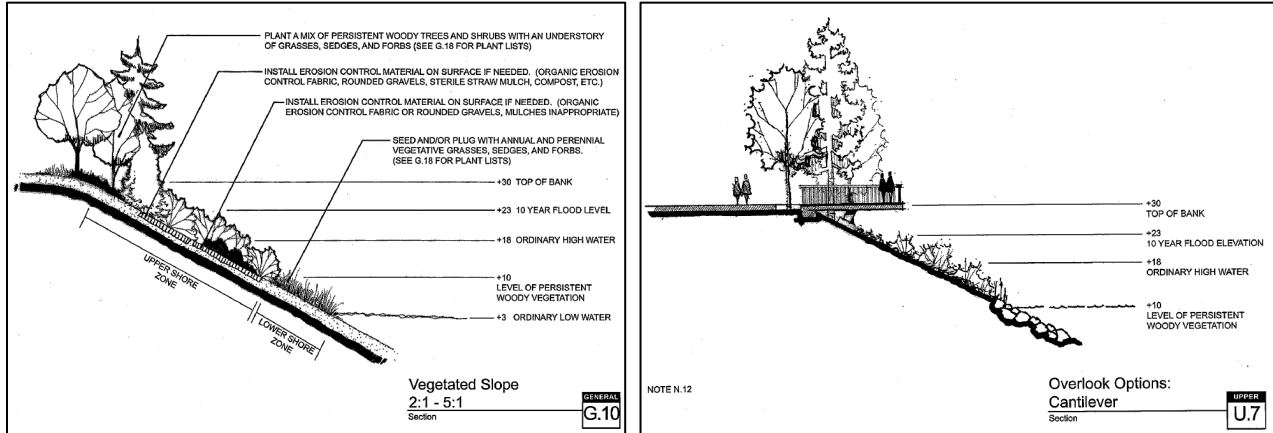 PLANT A MIX OF PERSISTENT WOODY TREES AND SHRUBS WITH AN UNDERSTORY
OF GRASSES, SEDGES, AND FORBS (SEE G.18 FOR PLANT LISTS)
INSTALL EROSION CONTROL MATERIAL ON SURFACE IF NEEDED. (ORGANIC EROSION
CONTROL FABRIC, ROUNDED GRAVELS, STERILE STRAW MULCH, COMPOST, ETC.)
INSTALL EROSION CONTROL MATERIAL ON SURFACE IF NEEDED. (ORGANIC
EROSION CONTROL FABRIC OR ROUNDED GRAVELS, MULCHES INAPPROPRIATE)
SEED AND/OR PLUG WITH ANNUAL AND PERENNIAL
VEGETATIVE GRASSES, SEDGES, AND FORBS.
(SEE G.18 FOR PLANT LISTS)
+30 TOP OF BANK
+23 10 YEAR FLOOD LEVEL
+18 ORDINARY HIGH WATER
+10
LEVEL OF PERSISTENT
WOODY VEGETATION
+3 ORDINARY LOW WATER
UPPER SHORE
ZONE
LOWER SHORE
ZONE
Vegetated Slope
2:1 - 5:1
Section
GENERAL
G.10
+30
TOP OF BANK
+23
10 YEAR FLOOD ELEVATION
+18
ORDINARY HIGH WATER
+10
LEVEL OF PERSISTENT
WOODY VEGETATION
NOTE N.12
Overlook Options:
Cantilever
Section
UPPER
U.7